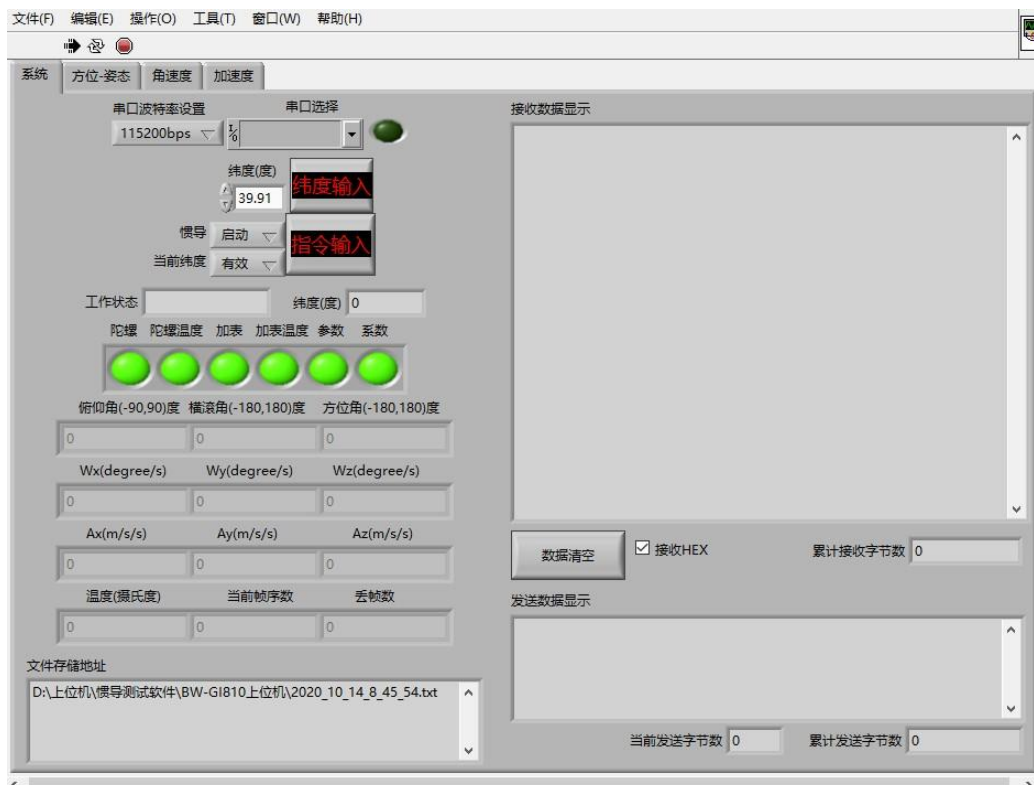 文件(F) 编辑(E) 操作(O) 工具(T) 窗口(W) 帮助(H)
系统 方位-姿态 角速度 加速度
串口波特率设置 串口选择
115200bps
纬度(度)
39.91 纬度输入
惯导 启动 指令输入
当前纬度 有效
工作状态 纬度(度) 0
陀螺 陀螺温度 加表 加表温度 参数 系数
俯仰角(-90,90)度 横滚角(-180,180)度 方位角(-180,180)度
0 0 0
Wx(degree/s) Wy(degree/s) Wz(degree/s)
0 0 0
Ax(m/s/s) Ay(m/s/s) Az(m/s/s)
0 0 0
温度(摄氏度) 当前帧序数 丢帧数
0 0 0
文件存储地址
D:\上位机\惯导测试软件\BW-GI810上位机\2020_10_14_8_45_54.txt
接收数据显示
数据清空 接收HEX 累计接收字节数 0
发送数据显示
当前发送字节数 0 累计发送字节数 0